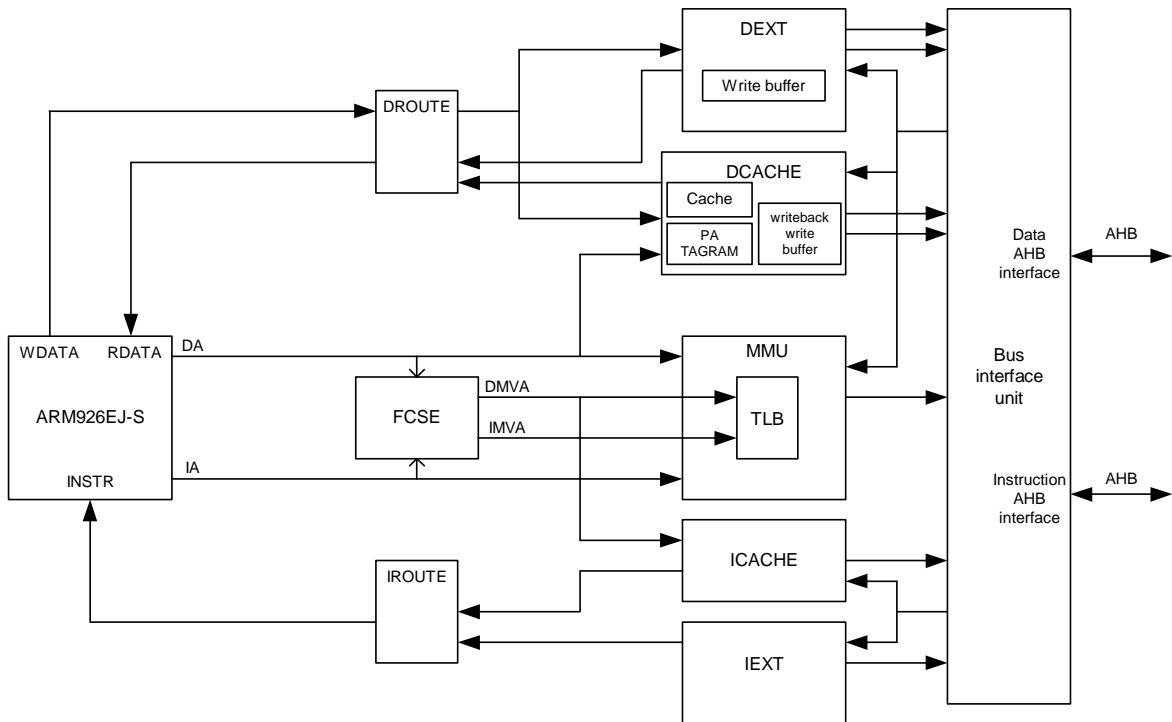 DEXT
Write buffer
DROUTE
DCACHE
Cache
PA
TAGRAM
writeback
write
buffer
Data
AHB
interface
AHB
WDATA
RDATA
DA
MMU
DMVA
FCSE
TLB
IMVA
ARM926EJ-S
Bus
interface
unit
INSTR
IA
Instruction
AHB
interface
AHB
ICACHE
IROUTE
IEXT